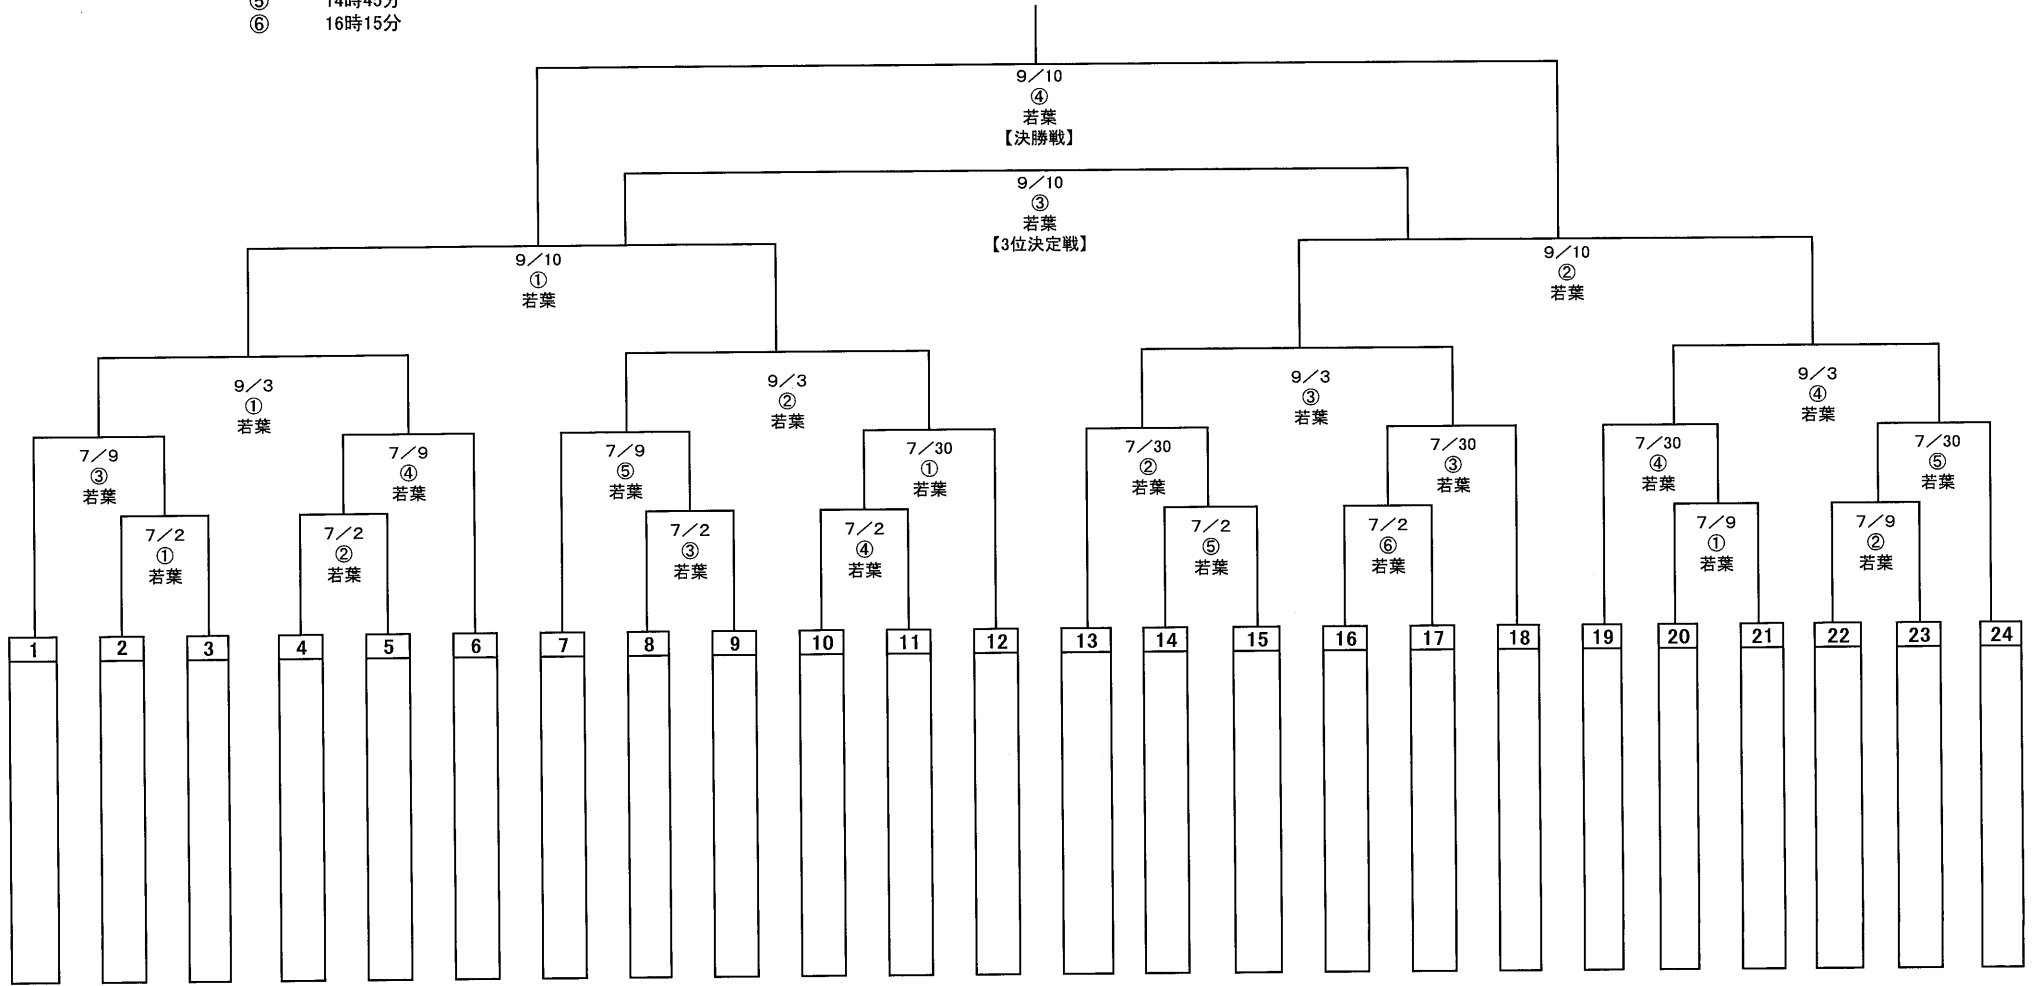 ⑤ 14時45分
⑥ 16時15分
9/10
④
若葉
【決勝戦】
9/10
③
若葉
【3位決定戦】
9/10
①
若葉
9/10
②
若葉
9/3
①
若葉
9/3
②
若葉
9/3
③
若葉
9/3
④
若葉
7/9
③
若葉
7/9
④
若葉
7/9
⑤
若葉
7/30
①
若葉
7/30
②
若葉
7/30
③
若葉
7/30
④
若葉
7/30
⑤
若葉
7/2
①
若葉
7/2
②
若葉
7/2
③
若葉
7/2
④
若葉
7/2
⑤
若葉
7/2
⑥
若葉
7/9
①
若葉
7/9
②
若葉
1 2 3 4 5 6 7 8 9 10 11 12 13 14 15 16 17 18 19 20 21 22 23 24